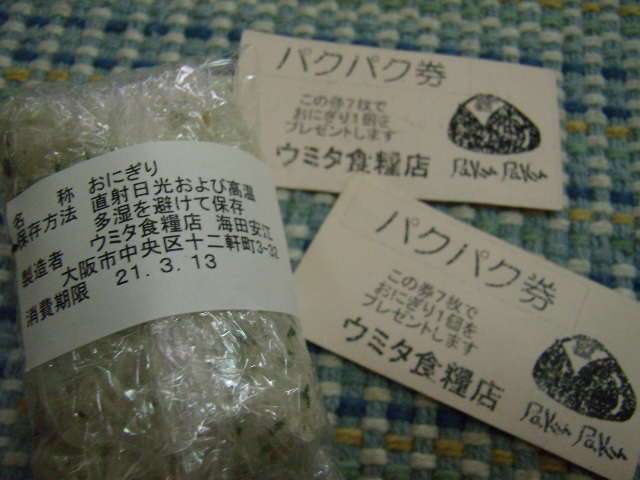 名 称 おにぎり
保存方法 直射日光および高温
多湿を避けて保存
製造者 ウミタ食糧店 海田安江
大阪市中央区十二軒町3-32
消費期限 21.3.13
パクパク券
この券7枚で
おにぎり1個を
プレゼントします
ウミタ食糧店
Paksu Paksu
パクパク券
この券7枚で
おにぎり1個を
プレゼントします
ウミタ食糧店